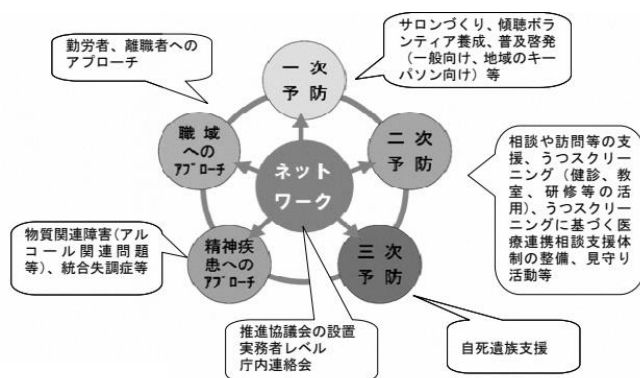 勤労者、離職者への
アプローチ
サロンづくり、傾聴ボラ
ンティア養成、普及啓発
（一般向け、地域のキー
パソン向け）等
一 次
予 防
職 域
への
ｱﾌﾟﾛｰﾁ
二 次
予 防
ネット
ワーク
相談や訪問等の支
援、うつスクリー
ニング（健診、教
室、研修等の活
用）、うつスクリー
ニングに基づく医
療連携相談支援体
制の整備、見守り
活動等
物質関連障害(アル
コール関連問題
等)、統合失調症等
精神疾
患への
ｱﾌﾟﾛｰﾁ
三 次
予 防
推進協議会の設置
実務者レベル
庁内連絡会
自死遺族支援